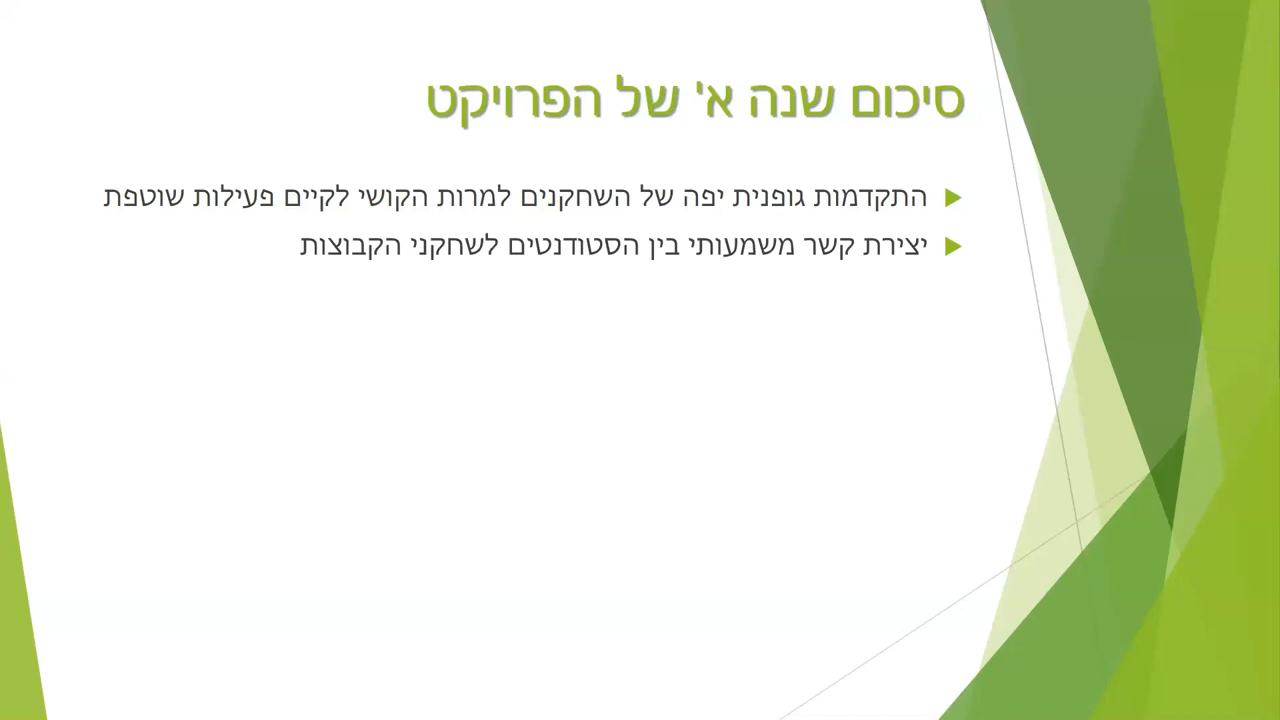 סיכום שנה א' של הפרויקט
התקדמות גופנית יפה של השחקנים למרות הקושי לקיים פעילות שוטפת
יצירת קשר משמעותי בין הסטודנטים לשחקני הקבוצות